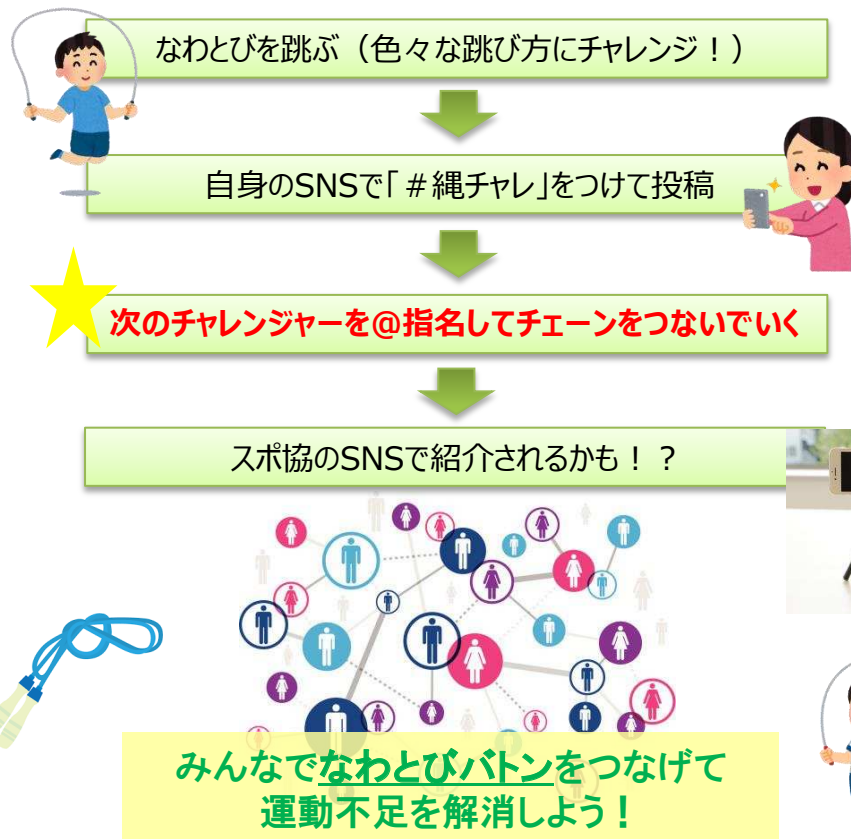 なわとびを跳ぶ（色々な跳び方にチャレンジ！）
自身のSNSで「＃縄チャレ」をつけて投稿
次のチャレンジャーを@指名してチェーンをつないでいく
スポ協のSNSで紹介されるかも！？
みんなでなわとびバトンをつなげて
運動不足を解消しよう！